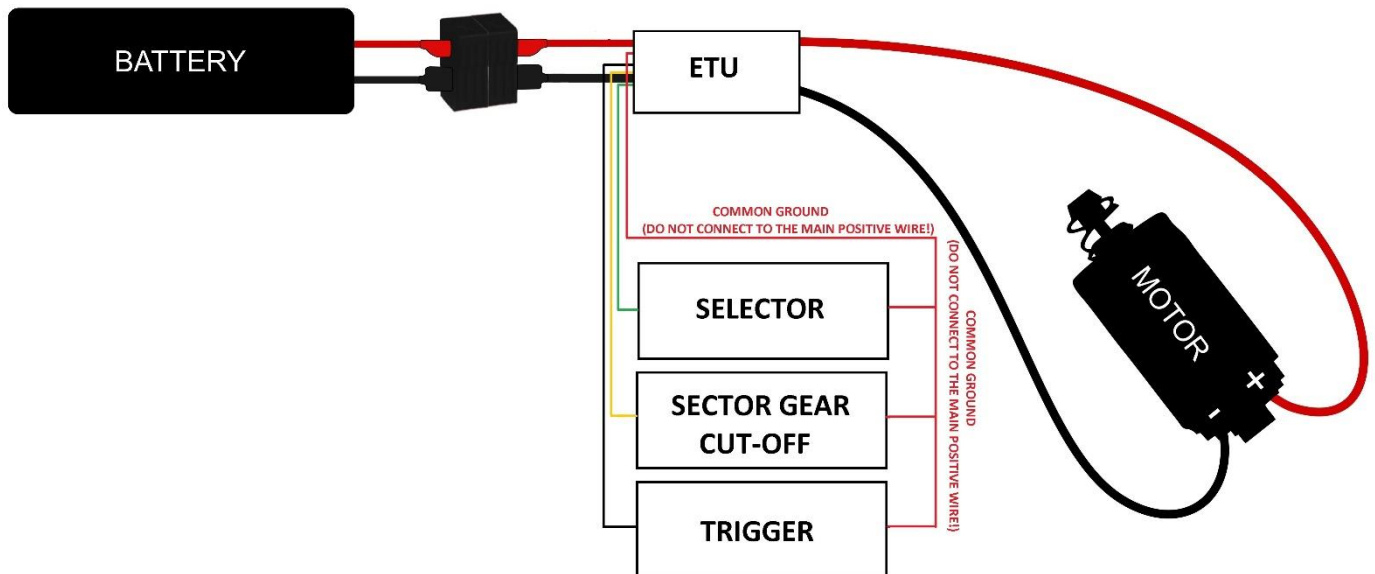 BATTERY
ETU
COMMON GROUND
(DO NOT CONNECT TO THE MAIN POSITIVE WIRE!)
SELECTOR
SECTOR GEAR
CUT-OFF
TRIGGER
COMMON GROUND
(DO NOT CONNECT TO THE MAIN POSITIVE WIRE!)
MOTOR
+
-